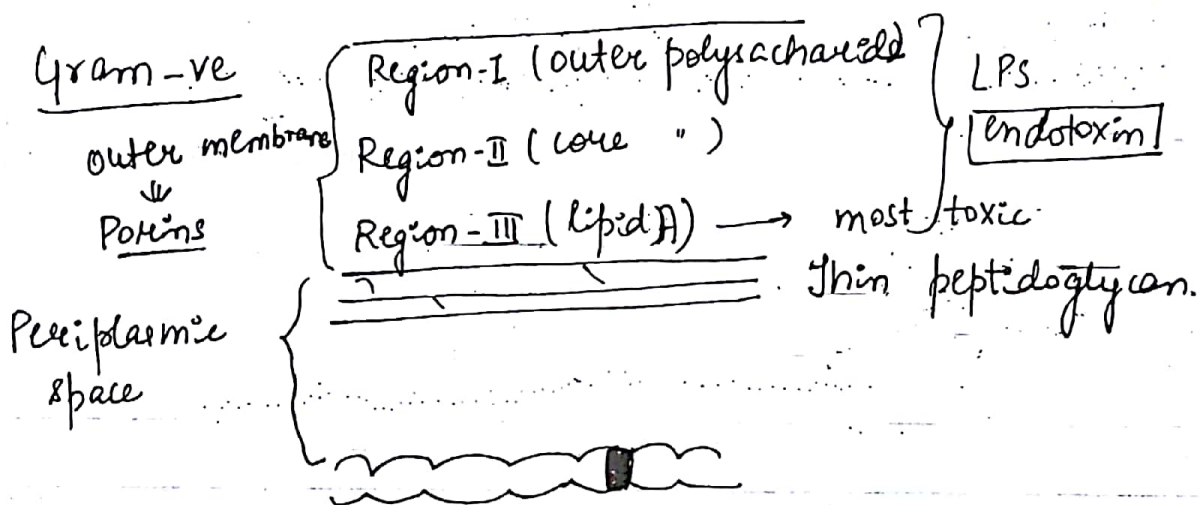 Gram -ve
outer membrane
⇓
Porins
Region-I (outer polysacharide)
Region-II (core " )
Region-III (lipid A) → most toxic.
LPS
endotoxin
Thin peptidoglycan.
Periplasmic
space